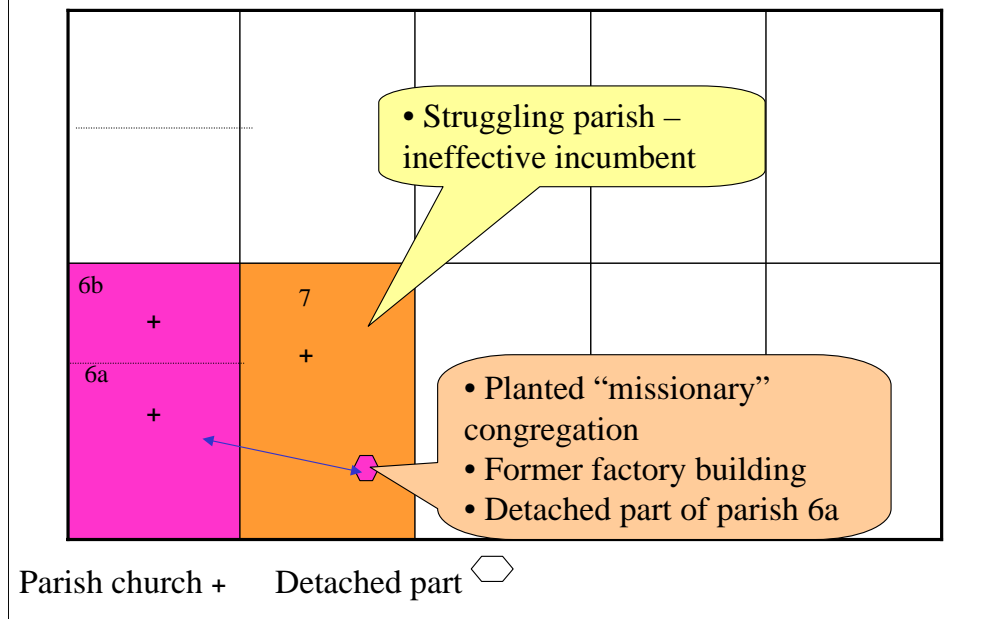 • Struggling parish –
ineffective incumbent
6b
+
7
+
6a
+
• Planted “missionary”
congregation
• Former factory building
• Detached part of parish 6a
Parish church + Detached part